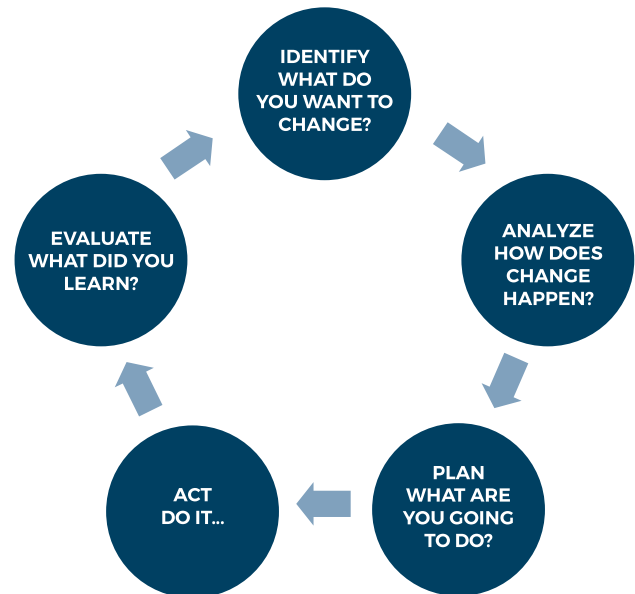 IDENTIFY
WHAT DO
YOU WANT TO
CHANGE?
ANALYZE
HOW DOES
CHANGE
HAPPEN?
PLAN
WHAT ARE
YOU GOING
TO DO?
ACT
DO IT...
EVALUATE
WHAT DID YOU
LEARN?